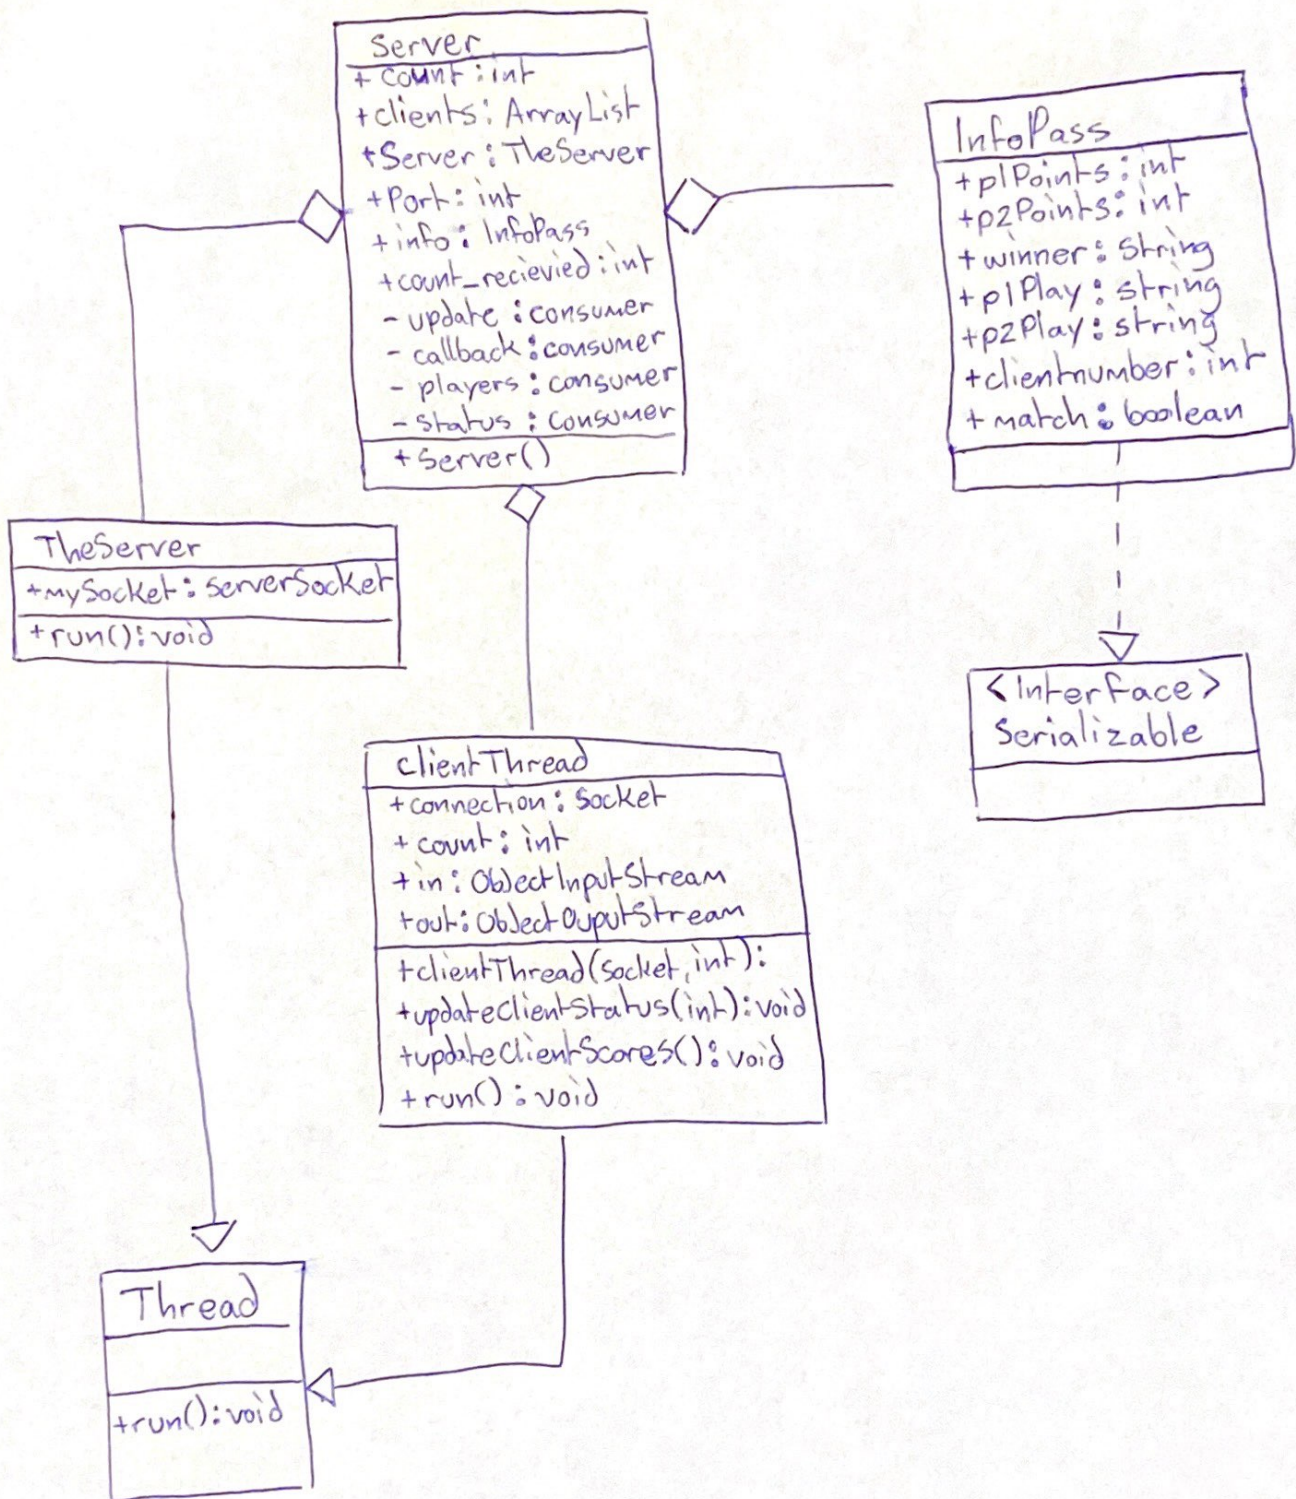 Server
+ count : int
+clients: ArrayList
+Server : TheServer
+Port: int
+info: InfoPass
+count_recievied: int
- update : consumer
- callback : consumer
- players : consumer
- status : consumer
+Server()
InfoPass
+p1Points: int
+p2Points: int
+winner: string
+p1Play: string
+p2Play: string
+clientnumber: int
+match: boolean
TheServer
+mySocket: serverSocket
+run(): void
<Interface>
Serializable
clientThread
+connection: socket
+ count: int
+in: ObjectInputStream
+out: ObjectOuputStream
+clientThread(socket, int):
+updateclientstatus(int): void
+updateclientScores(): void
+run() : void
Thread
+run(): void